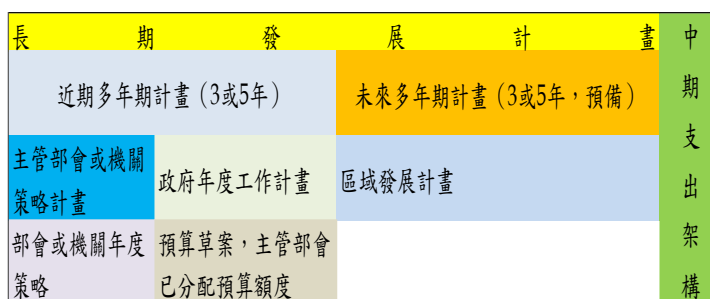 長期發展計畫
近期多年期計畫（3或5年）
未來多年期計畫（3或5年，預備）
主管部會或機關
策略計畫
政府年度工作計畫
區域發展計畫
部會或機關年度
策略
預算草案，主管部會
已分配預算額度
中期支出架構